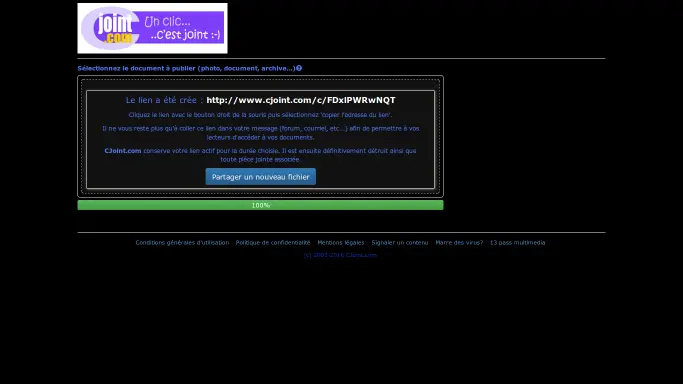 joint
.com
Un clic...
..c'est joint :-)
Sélectionnez le document à publier (photo, document, archive...)
Le lien a été crée : http://www.cjoint.com/c/FDxlPWRwNQT
Cliquez le lien avec le bouton droit de la souris puis sélectionnez 'copier l'adresse du lien'.
Il ne vous reste plus qu'à coller ce lien dans votre message (forum, courriel, etc...) afin de permettre à vos
lecteurs d'accéder à vos documents.
CJoint.com conserve votre lien actif pour la durée choisie. Il est ensuite définitivement détruit ainsi que
toute pièce jointe associée.
Partager un nouveau fichier
100%
Conditions générales d'utilisation Politique de confidentialité Mentions légales Signaler un contenu Marre des virus? 13 pass multimedia